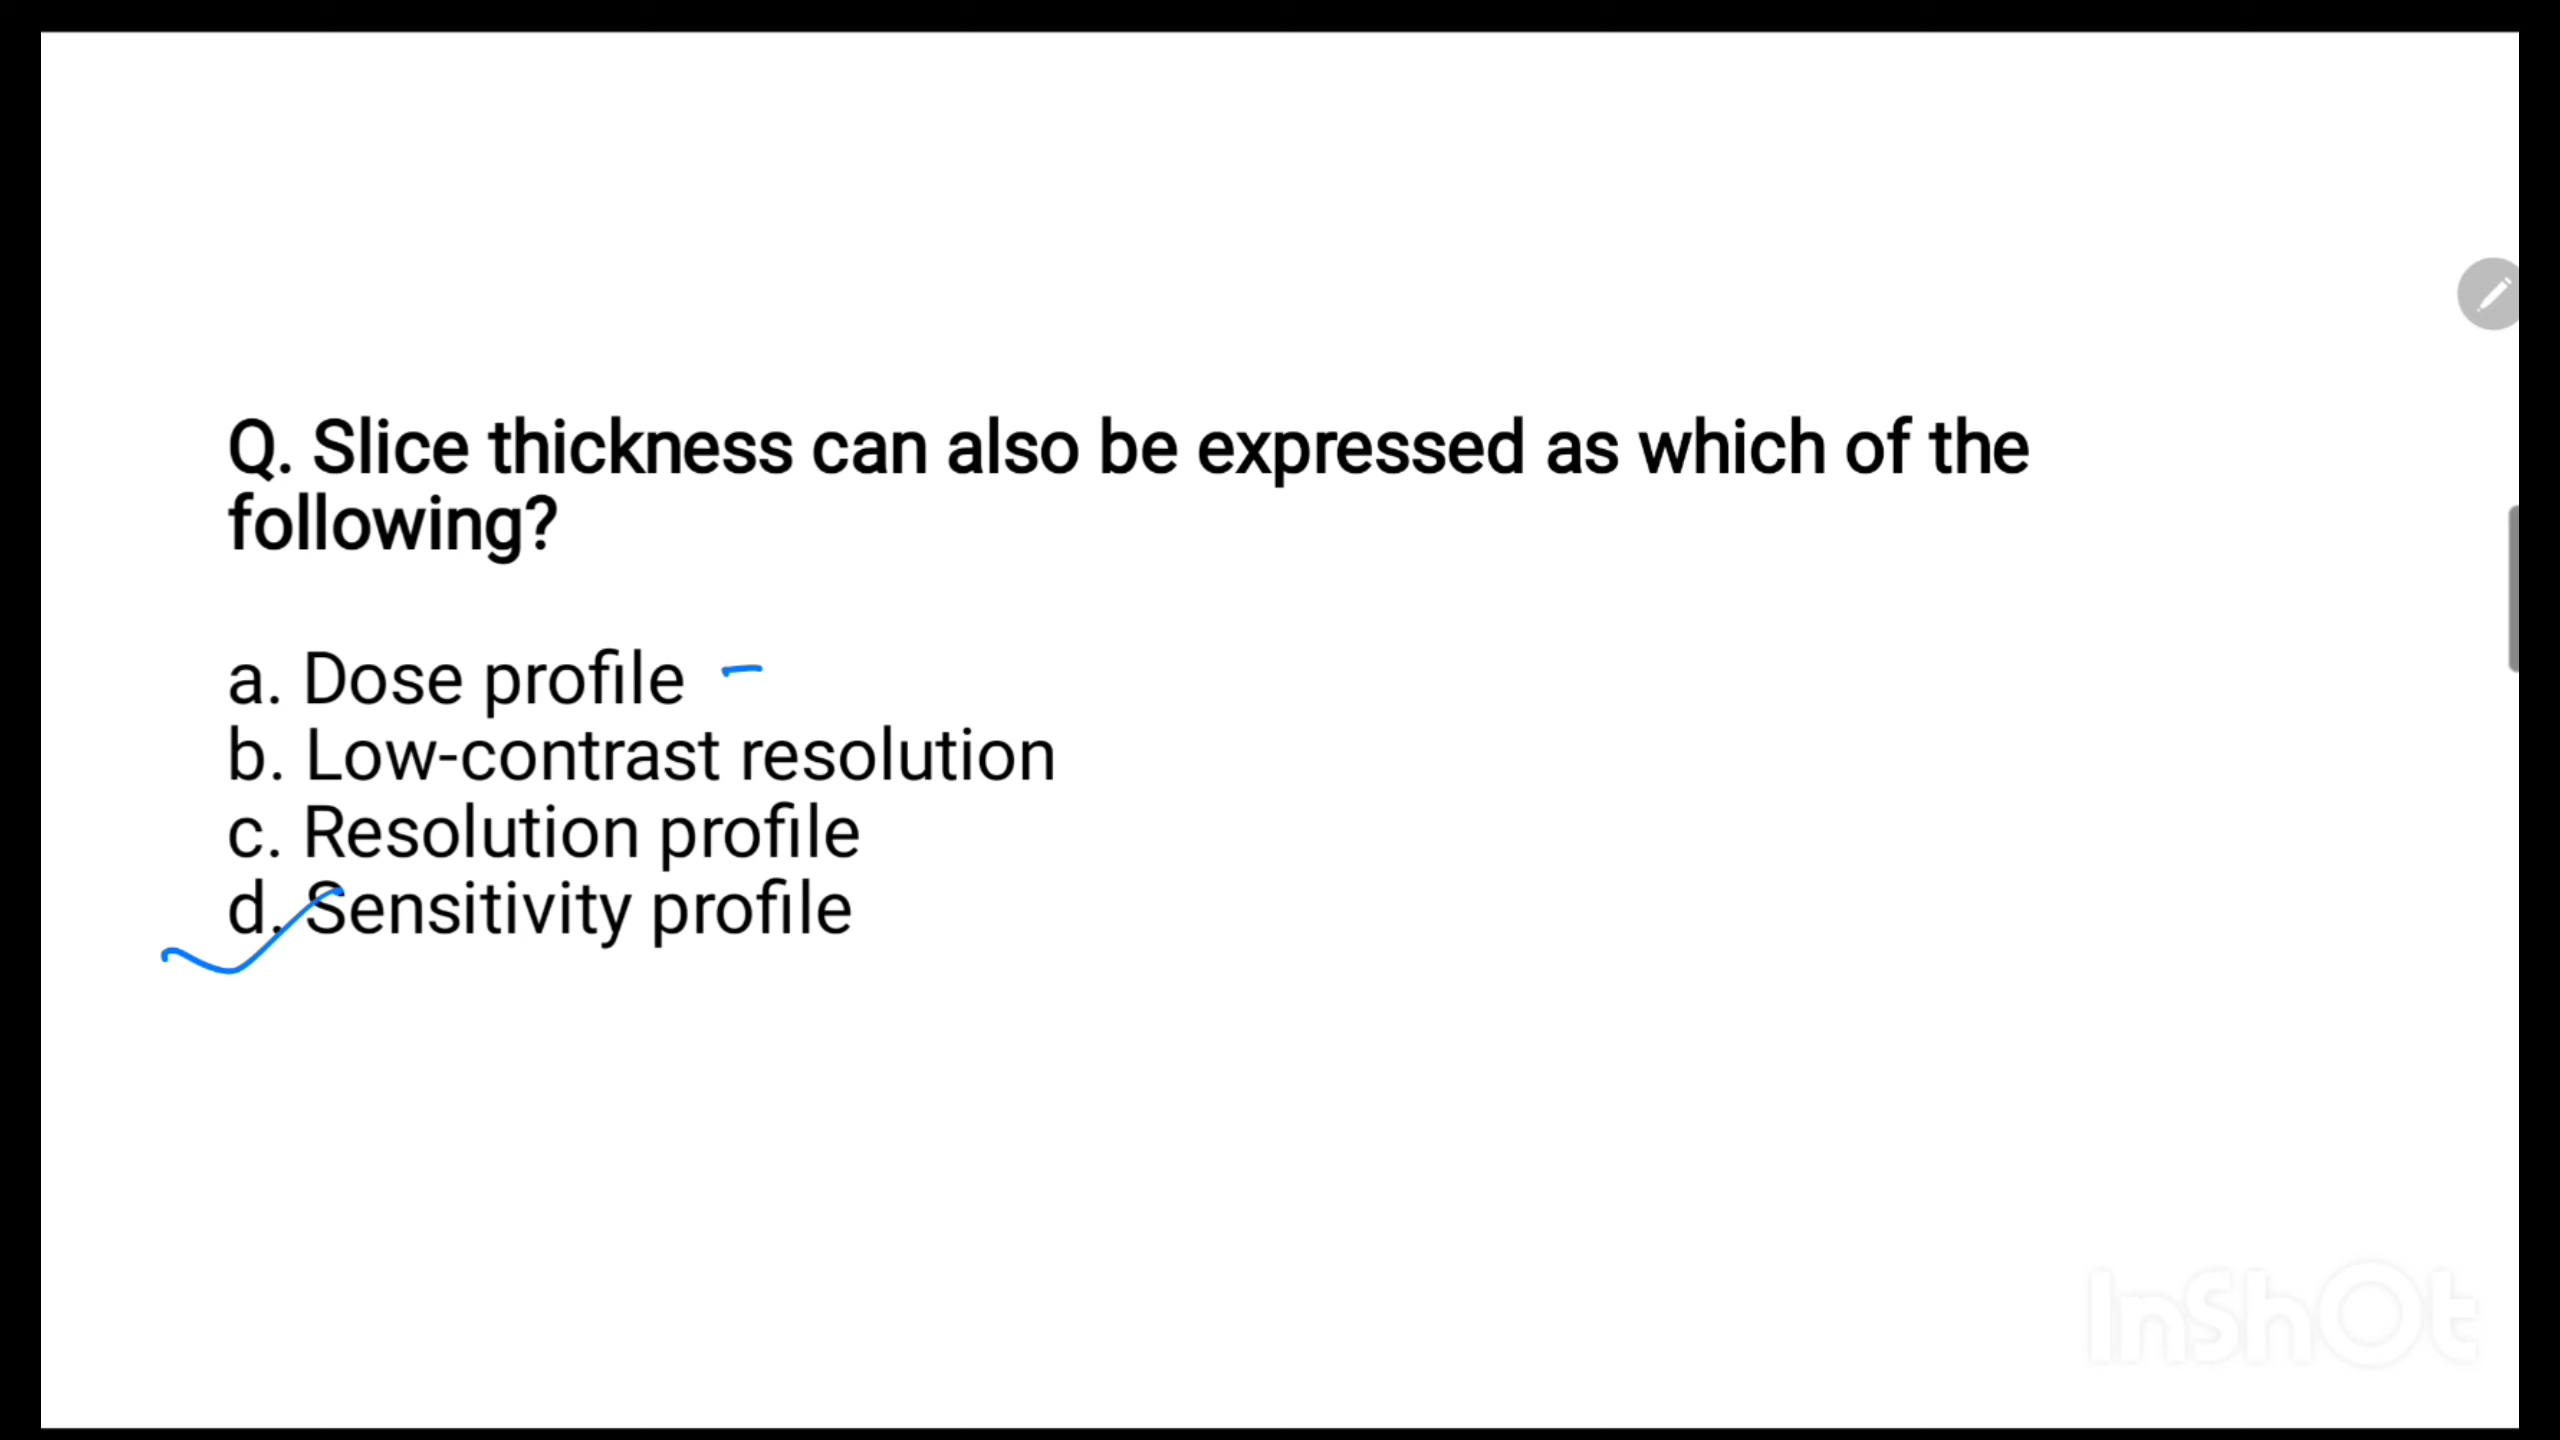 Q. Slice thickness can also be expressed as which of the
following?
a. Dose profile -
b. Low-contrast resolution
c. Resolution profile
d. Sensitivity profile
InShOt